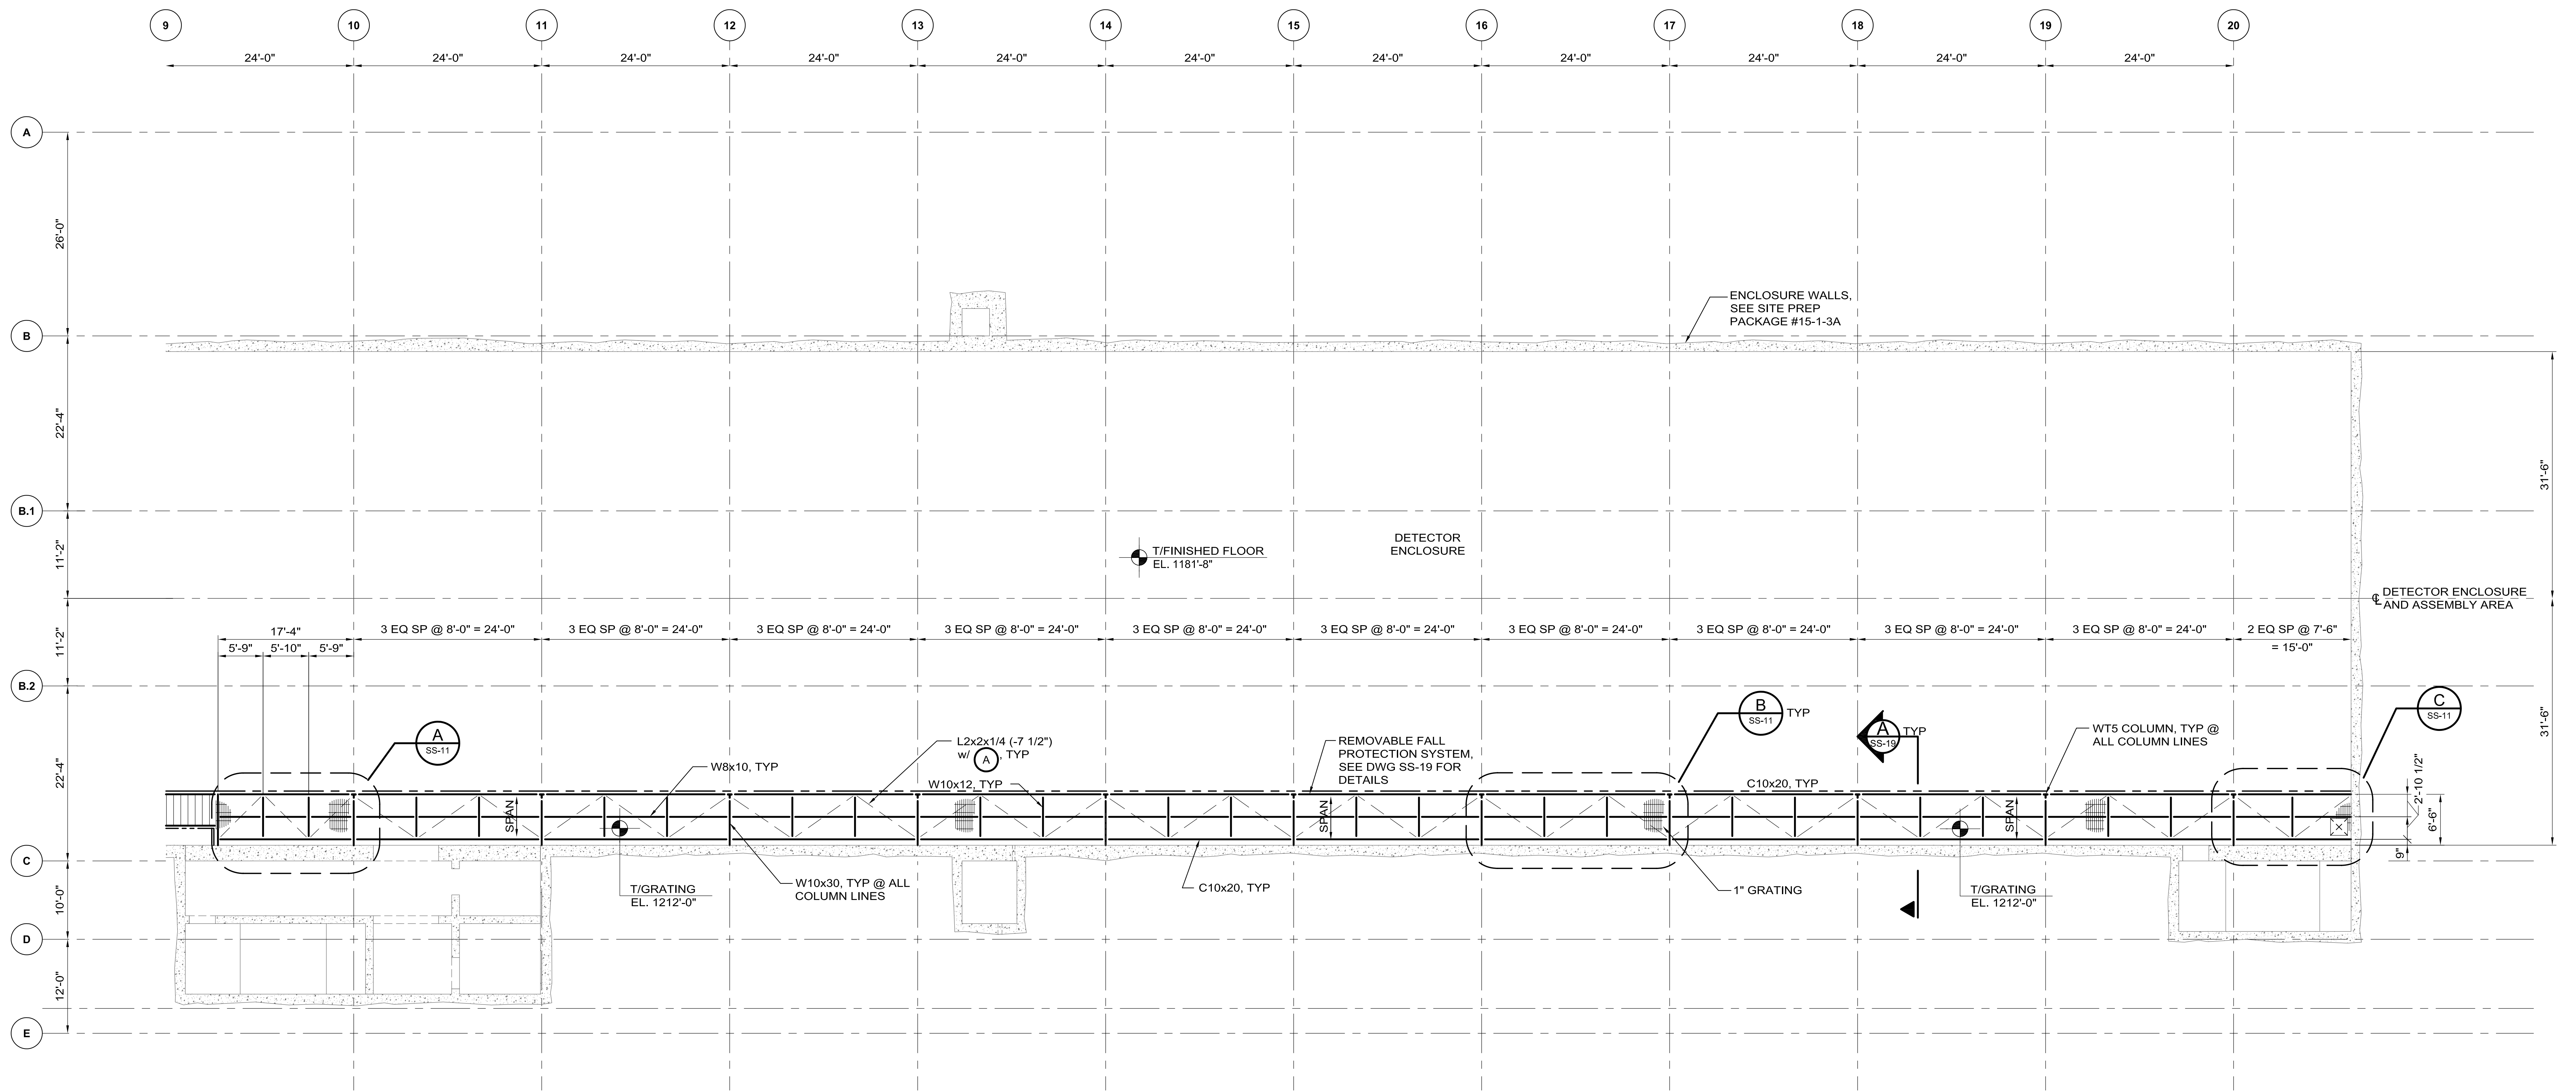 9 10 11 12 13 14 15 16 17 18 19 20
24'-0" 24'-0" 24'-0" 24'-0" 24'-0" 24'-0" 24'-0" 24'-0" 24'-0" 24'-0" 24'-0"
A
26'-0"
B
22'-4"
B.1
11'-2"
11'-2"
B.2
22'-4"
C
10'-0"
D
12'-0"
E
ENCLOSURE WALLS,
SEE SITE PREP
PACKAGE #15-1-3A
31'-6"
DETECTOR
ENCLOSURE
T/FINISHED FLOOR
EL. 1181'-8"
℄ DETECTOR ENCLOSURE
AND ASSEMBLY AREA
17'-4"
5'-9" 5'-10" 5'-9"
3 EQ SP @ 8'-0" = 24'-0"
3 EQ SP @ 8'-0" = 24'-0"
3 EQ SP @ 8'-0" = 24'-0"
3 EQ SP @ 8'-0" = 24'-0"
3 EQ SP @ 8'-0" = 24'-0"
3 EQ SP @ 8'-0" = 24'-0"
3 EQ SP @ 8'-0" = 24'-0"
3 EQ SP @ 8'-0" = 24'-0"
3 EQ SP @ 8'-0" = 24'-0"
3 EQ SP @ 8'-0" = 24'-0"
2 EQ SP @ 7'-6"
= 15'-0"
31'-6"
A
SS-11
W8x10, TYP
L2x2x1/4 (-7 1/2")
w/ A , TYP
W10x12, TYP
REMOVABLE FALL
PROTECTION SYSTEM,
SEE DWG SS-19 FOR
DETAILS
B TYP
SS-11
A TYP
SS-19
C10x20, TYP
WT5 COLUMN, TYP @
ALL COLUMN LINES
C
SS-11
2'-10 1/2"
6'-6"
9"
SPAN
SPAN
SPAN
T/GRATING
EL. 1212'-0"
W10x30, TYP @ ALL
COLUMN LINES
C10x20, TYP
1" GRATING
T/GRATING
EL. 1212'-0"